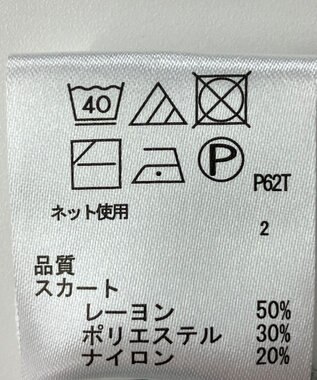 40
P P62T
ネット使用
2
品質
スカート
レーヨン 50%
ポリエステル 30%
ナイロン 20%